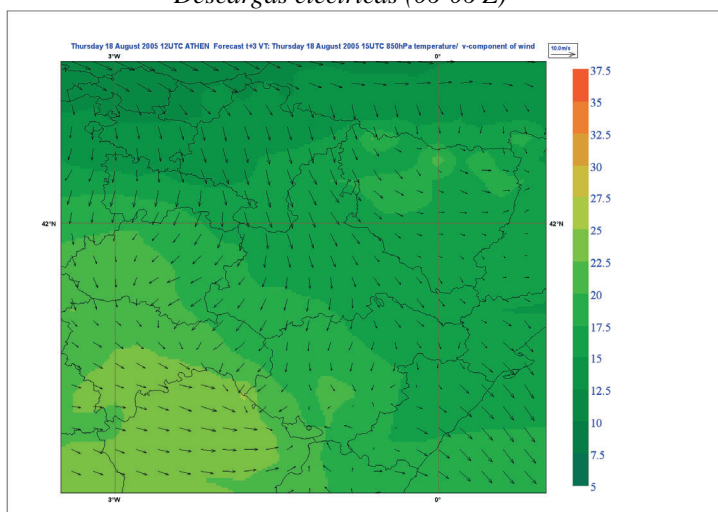 Descargas eléctricas (00-00 Z)
Thursday 18 August 2005 12UTC ATHEN Forecast t+3 VT: Thursday 18 August 2005 15UTC 850hPa temperature/ v-component of wind
10.0m/s
3°W 0°
42°N 42°N
3°W 0°
37.5
35
32.5
30
27.5
25
22.5
20
17.5
15
12.5
10
7.5
5